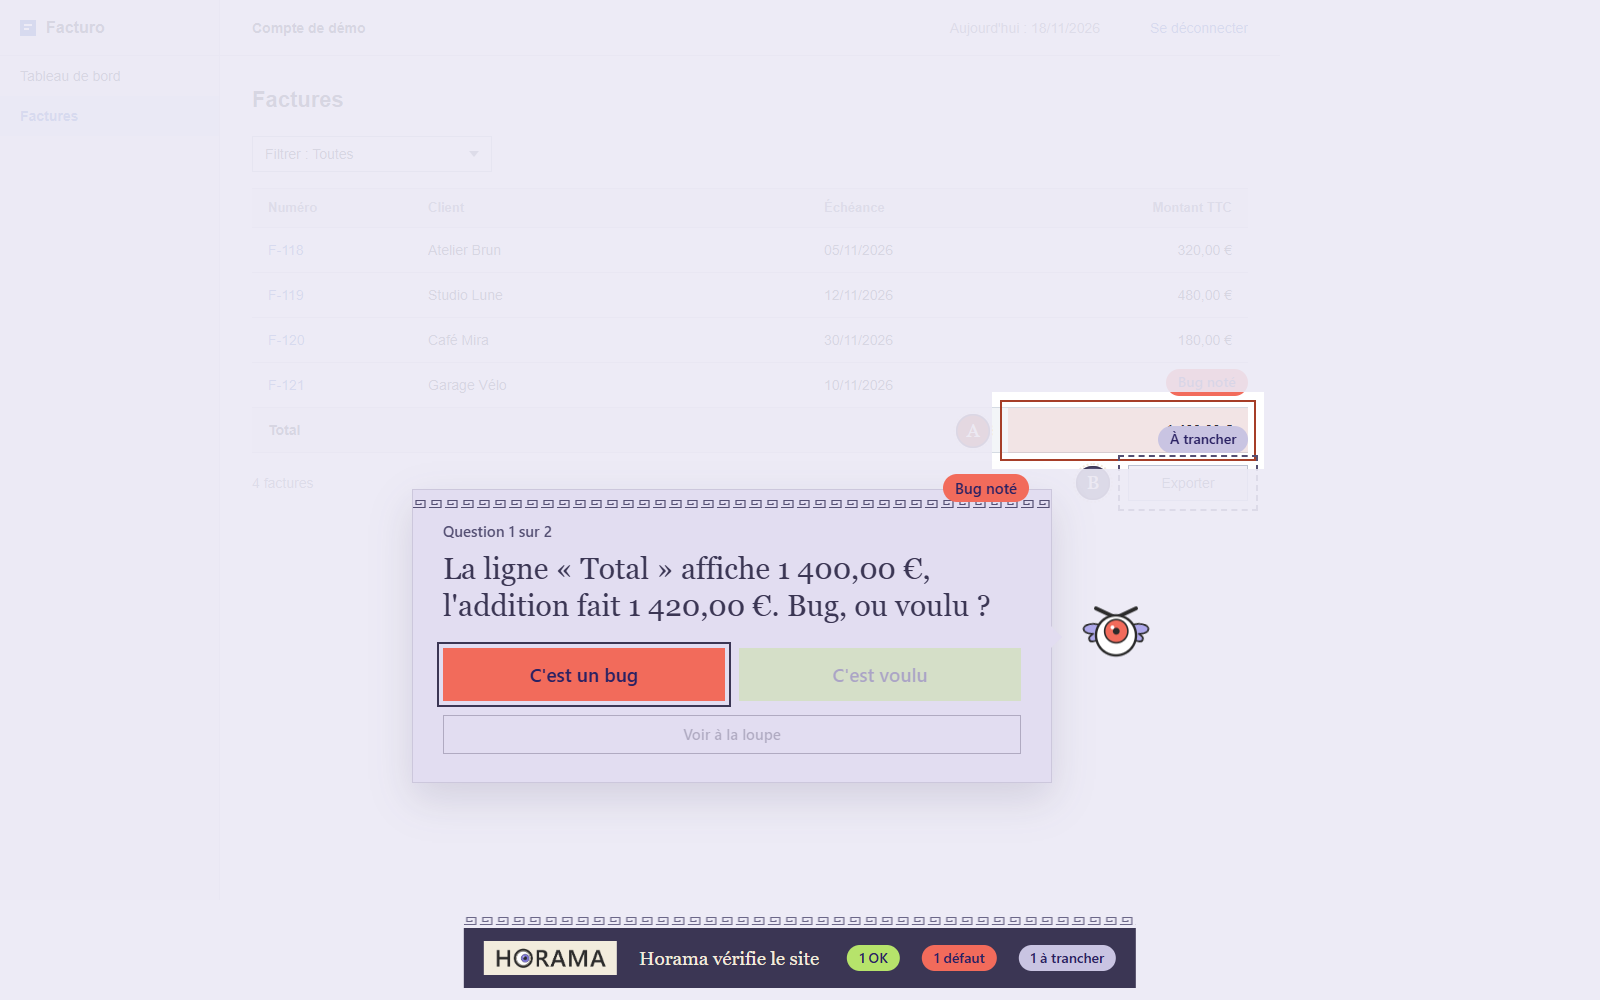 Facturo
Compte de démo
Aujourd'hui : 18/11/2026
Se déconnecter
Tableau de bord
Factures
Factures
Filtrer : Toutes
Numéro Client Échéance Montant TTC
F-118 Atelier Brun 05/11/2026 320,00 €
F-119 Studio Lune 12/11/2026 480,00 €
F-120 Café Mira 30/11/2026 180,00 €
F-121 Garage Vélo 10/11/2026
Bug noté
Total
A
À trancher
4 factures
B
Exporter
Bug noté
Question 1 sur 2
La ligne « Total » affiche 1 400,00 €,
l'addition fait 1 420,00 €. Bug, ou voulu ?
C'est un bug
C'est voulu
Voir à la loupe
HORAMA
Horama vérifie le site
1 OK
1 défaut
1 à trancher